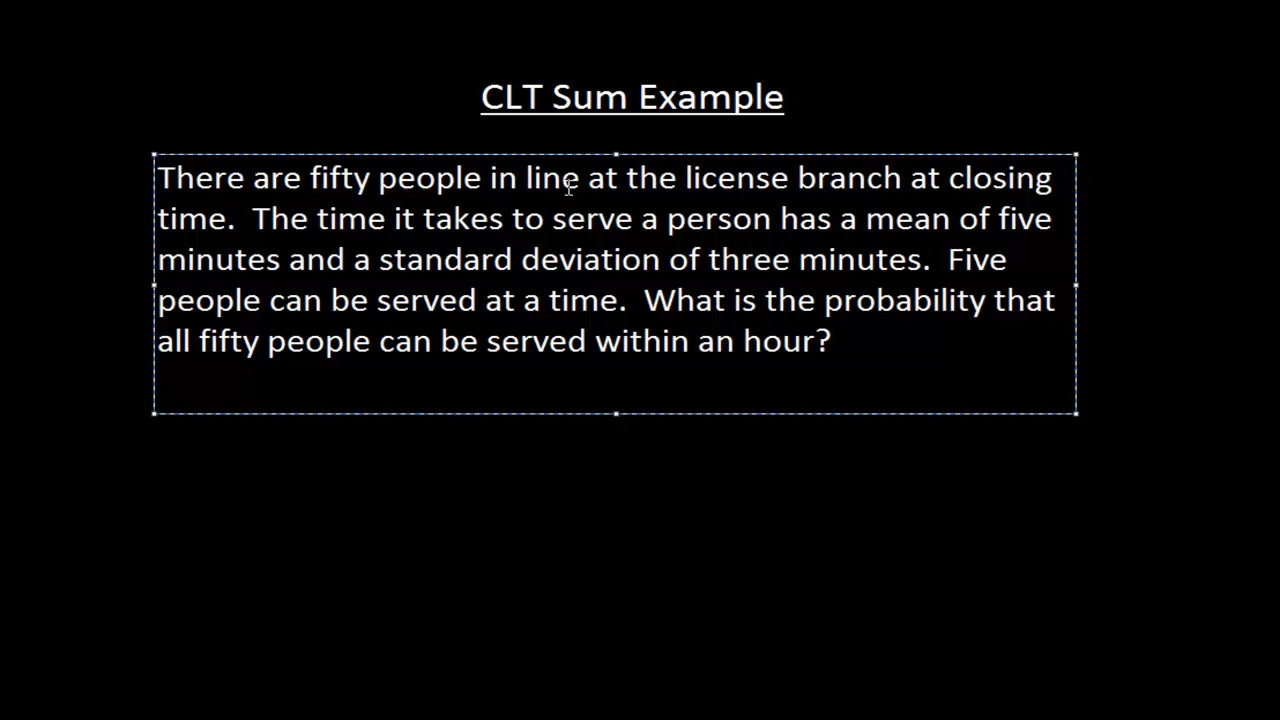 CLT Sum Example
There are fifty people in line at the license branch at closing
time.  The time it takes to serve a person has a mean of five
minutes and a standard deviation of three minutes.  Five
people can be served at a time.  What is the probability that
all fifty people can be served within an hour?